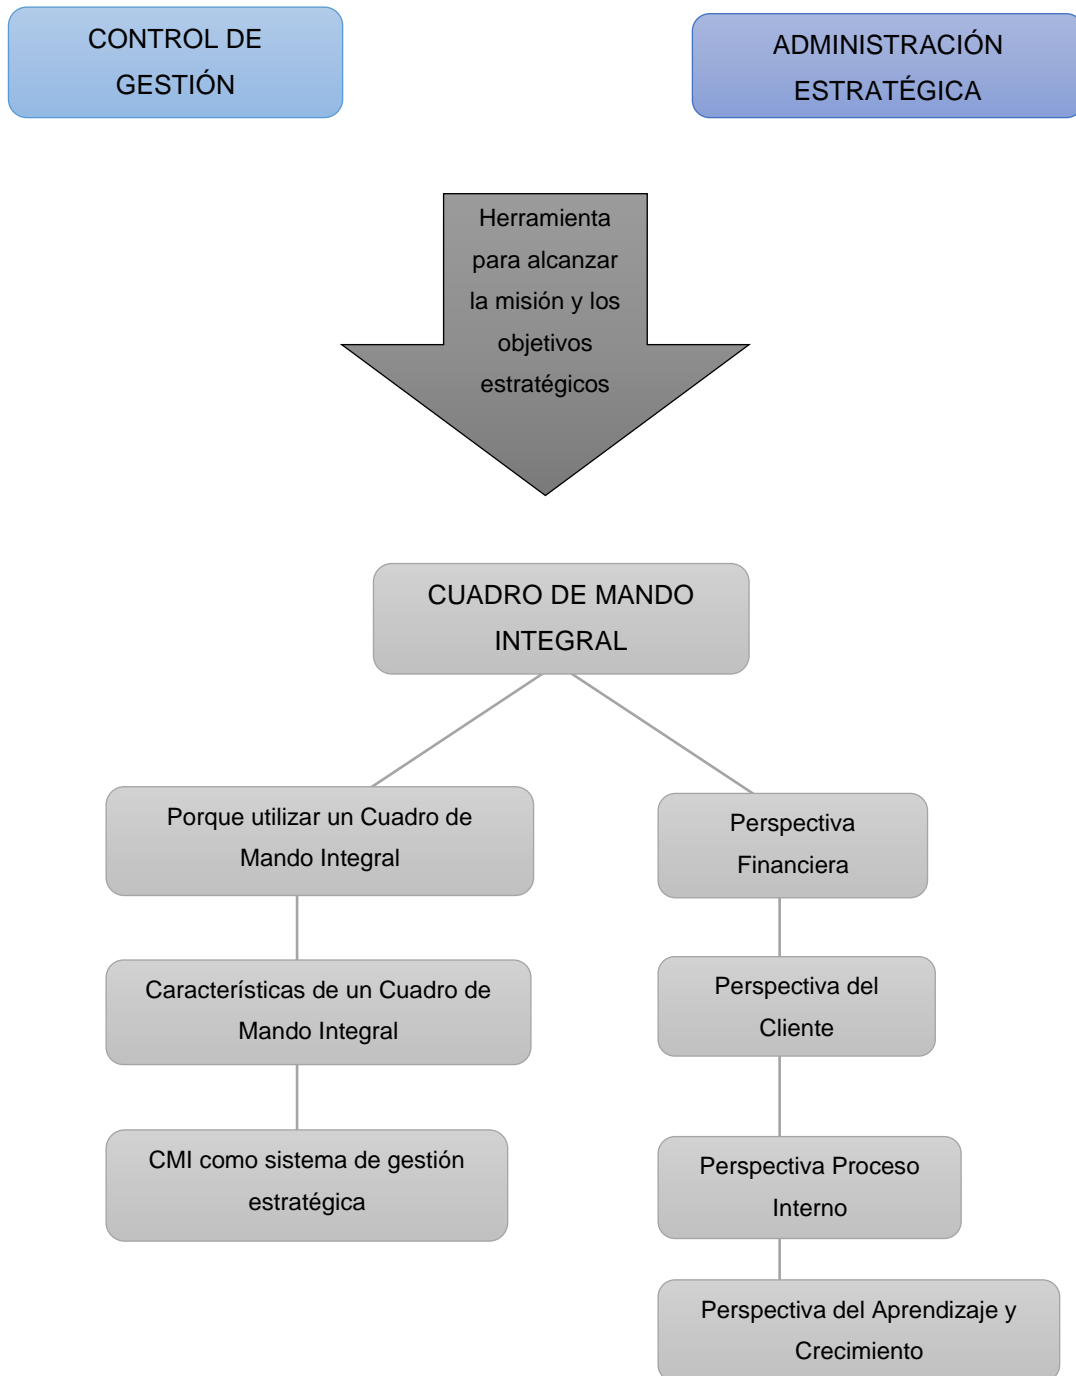 CONTROL DE
GESTIÓN
ADMINISTRACIÓN
ESTRATÉGICA
Herramienta
para alcanzar
la misión y los
objetivos
estratégicos
CUADRO DE MANDO
INTEGRAL
Porque utilizar un Cuadro de
Mando Integral
Característícas de un Cuadro de
Mando Integral
CMI como sistema de gestión
estratégica
Perspectiva
Financiera
Perspectiva del
Cliente
Perspectiva Proceso
Interno
Perspectiva del Aprendizaje y
Crecimiento